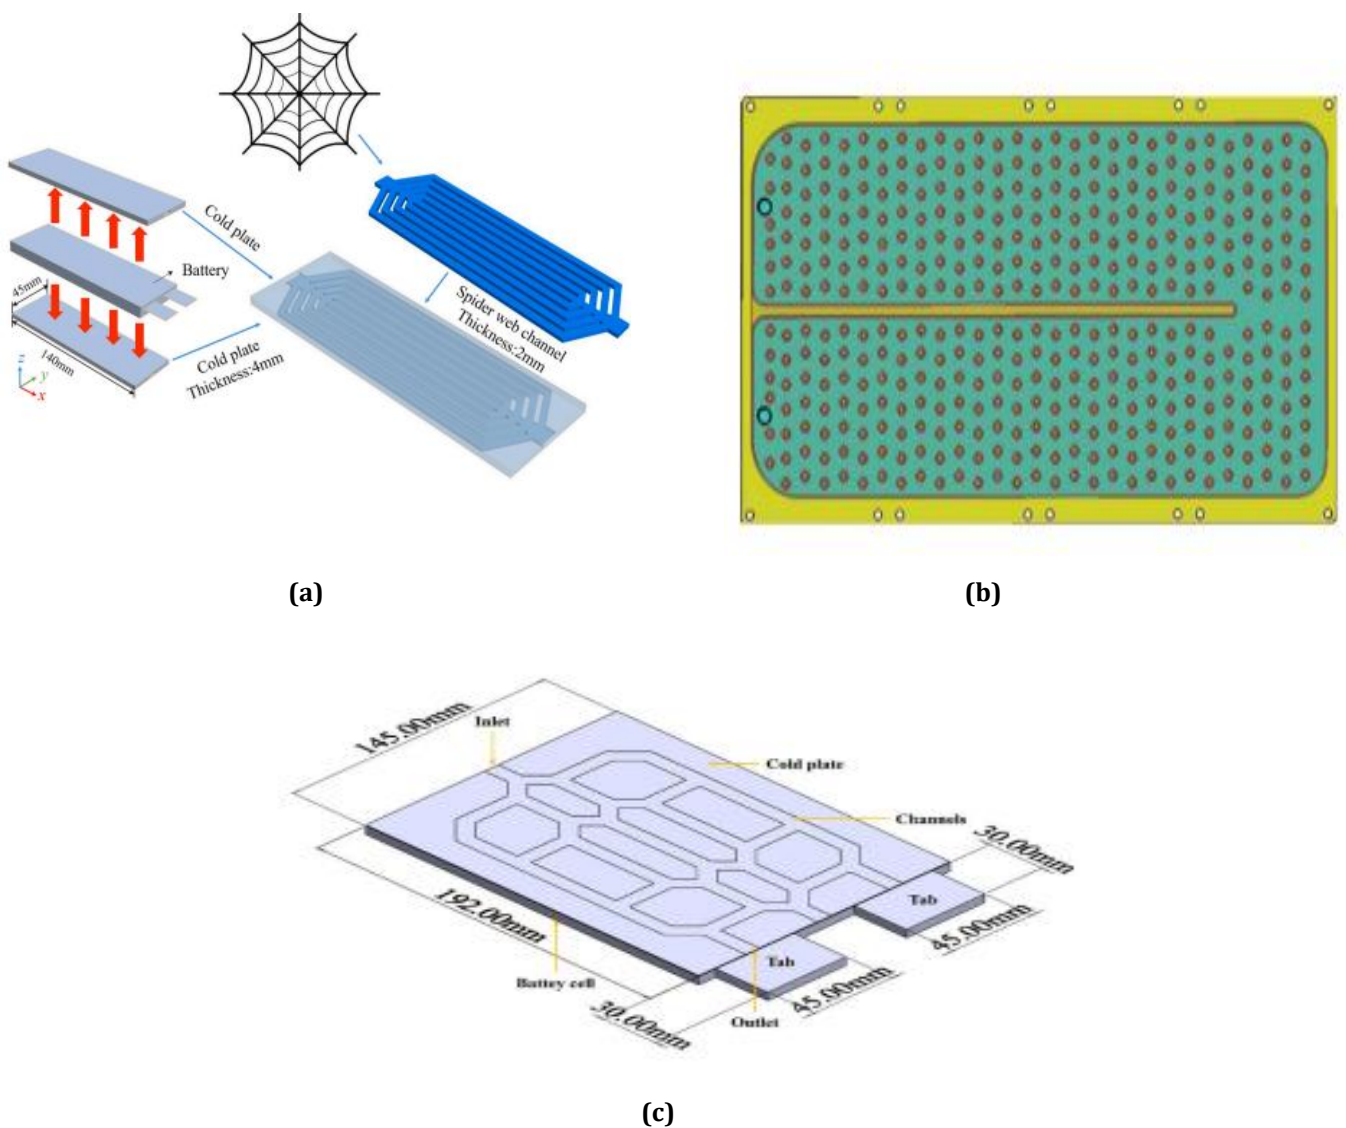 Cold plate
Battery
45mm
Spider web channel
Thickness:2mm
Cold plate
Thickness:4mm
140mm
z
y
x
(a)
(b)
145.00mm
Inlet
Cold plate
Channels
30.00mm
Tab
192.00mm
45.00mm
Tab
Battey cell
45.00mm
30.00mm
Outlet
(c)